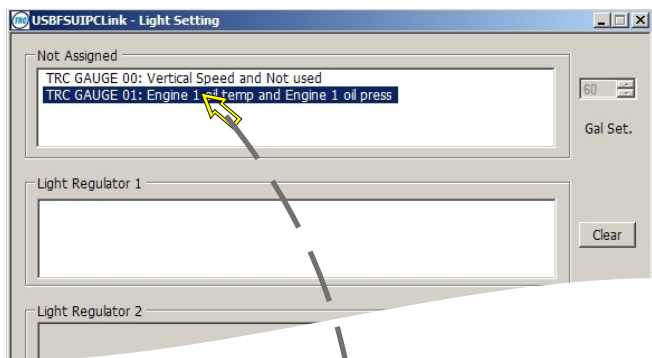 TRC
USBFSUIPCLink - Light Setting
Not Assigned
TRC GAUGE 00: Vertical Speed and Not used
TRC GAUGE 01: Engine 1 oil temp and Engine 1 oil press
60
Gal Set.
Light Regulator 1
Clear
Light Regulator 2